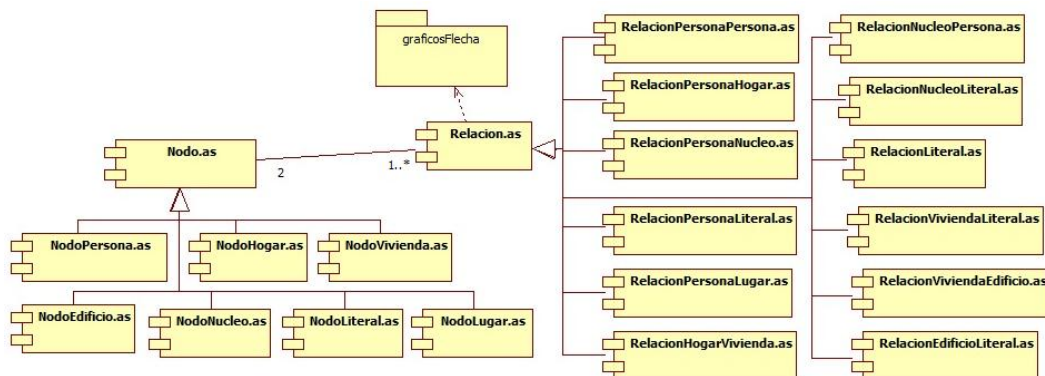 graficosFlecha
Relacion.as
Nodo.as
2
1..*
NodoPersona.as
NodoHogar.as
NodoVivienda.as
NodoEdificio.as
NodoNucleo.as
NodoLiteral.as
NodoLugar.as
RelacionPersonaPersona.as
RelacionPersonaHogar.as
RelacionPersonaNucleo.as
RelacionPersonaLiteral.as
RelacionPersonaLugar.as
RelacionHogarVivienda.as
RelacionNucleoPersona.as
RelacionNucleoLiteral.as
RelacionLiteral.as
RelacionViviendaLiteral.as
RelacionViviendaEdificio.as
RelacionEdificioLiteral.as